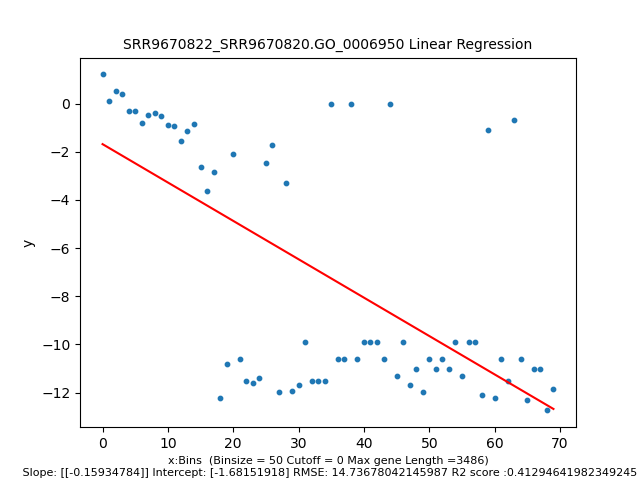 SRR9670822_SRR9670820.GO_0006950 Linear Regression
0
−2
−4
−6
−8
−10
−12
y
0 10 20 30 40 50 60 70
x:Bins (Binsize = 50 Cutoff = 0 Max gene Length =3486)
Slope: [[-0.15934784]] Intercept: [-1.68151918] RMSE: 14.73678042145987 R2 score :0.41294641982349245